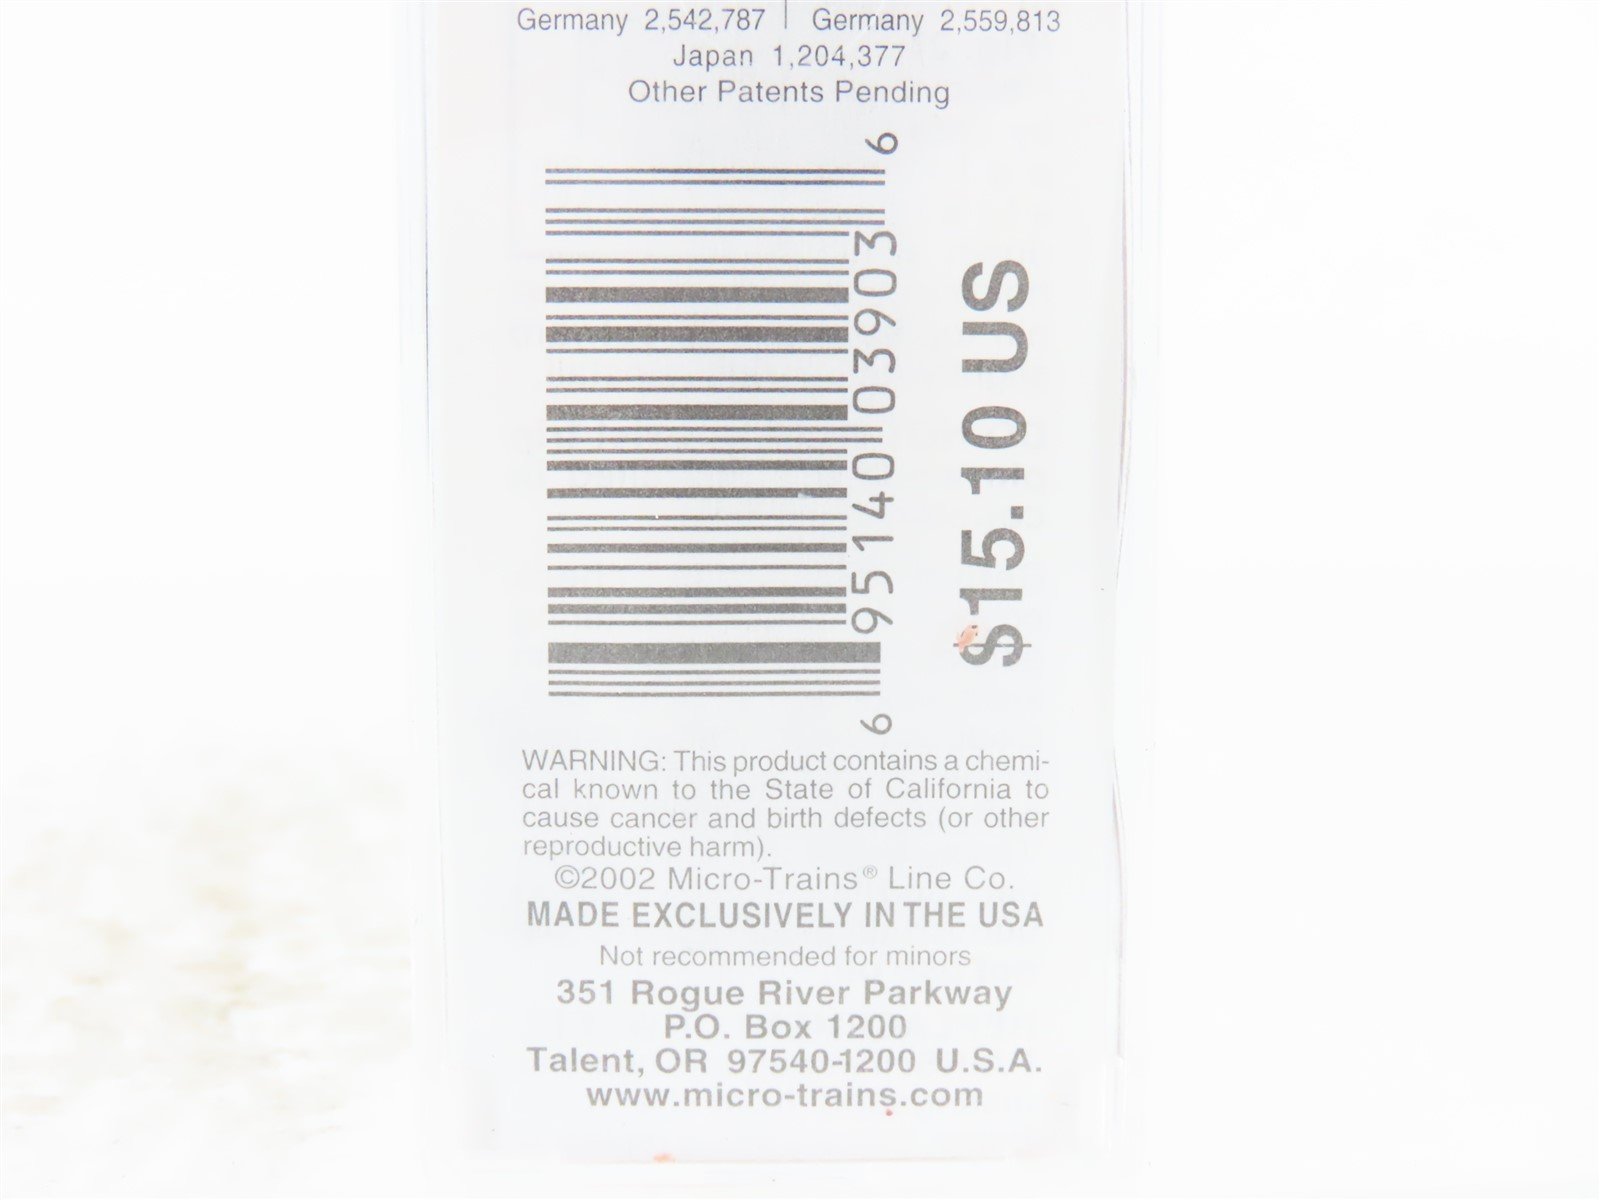 Germany 2,542,787 | Germany 2,559,813
Japan 1,204,377
Other Patents Pending
6 95140 03903 6
$15.10 US
WARNING: This product contains a chemi-
cal known to the State of California to
cause cancer and birth defects (or other
reproductive harm).
©2002 Micro-Trains® Line Co.
MADE EXCLUSIVELY IN THE USA
Not recommended for minors
351 Rogue River Parkway
P.O. Box 1200
Talent, OR 97540-1200 U.S.A.
www.micro-trains.com